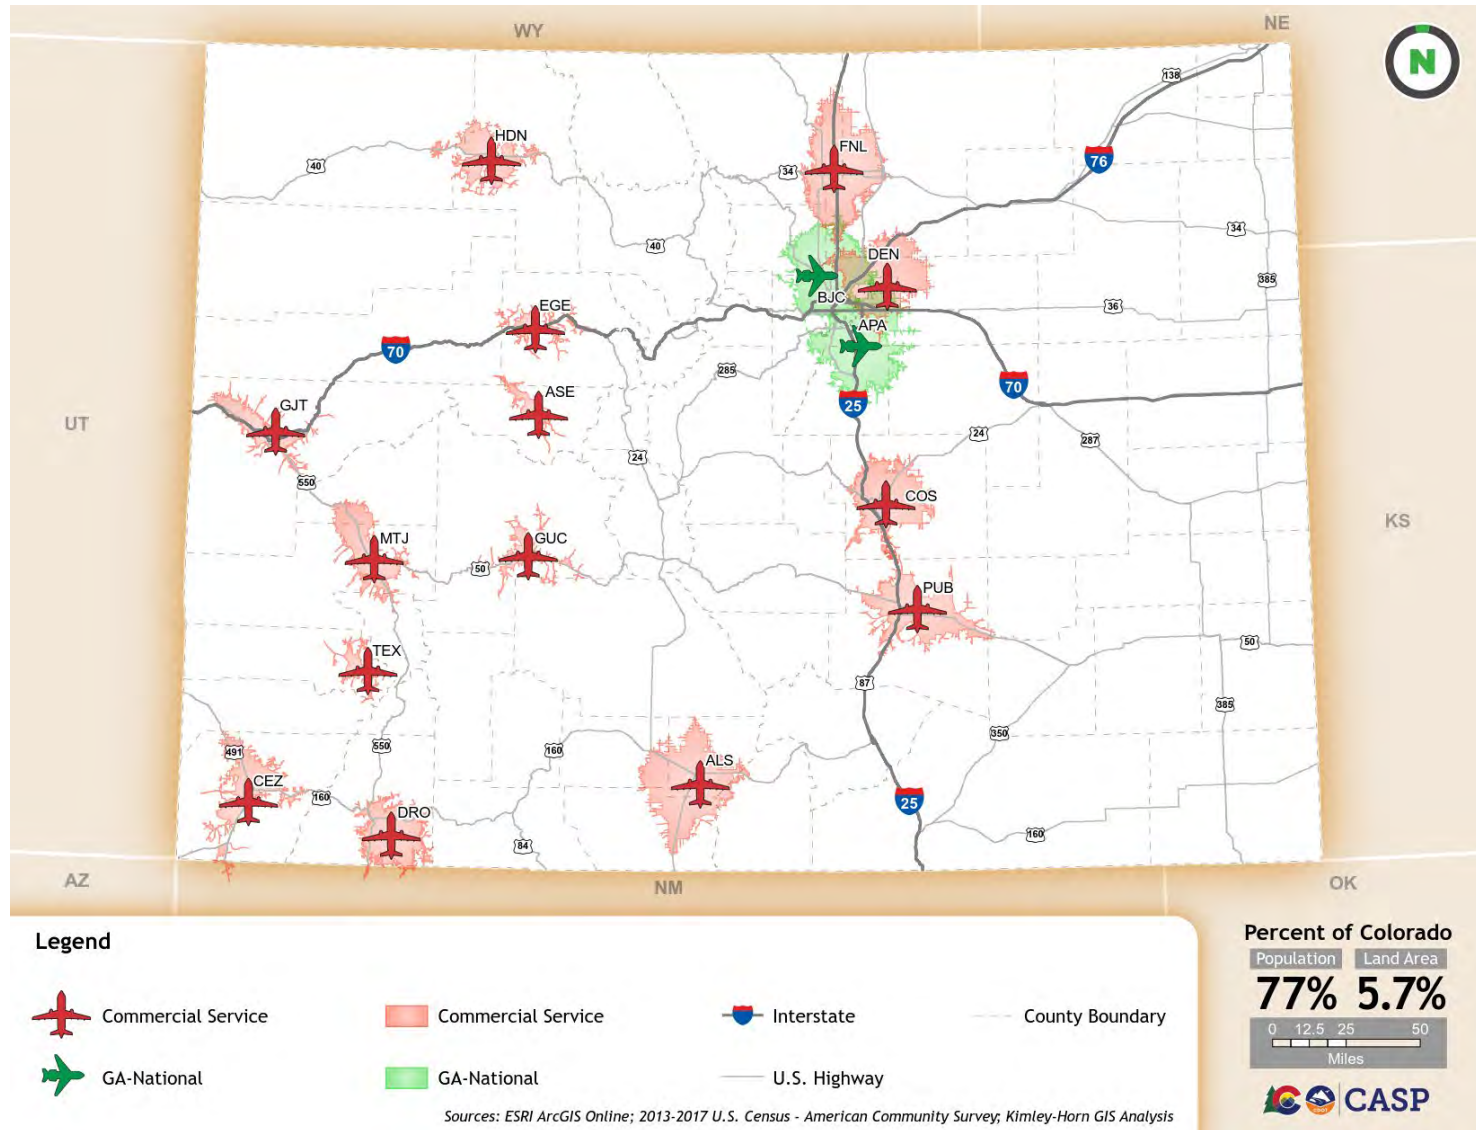 WY
NE
N
138
HDN
FNL
76
40
34
34
40
DEN
385
BJC
EGE
36
APA
70
285
70
ASE
25
GJT
UT
24
287
24
550
COS
KS
MTJ
GUC
50
PUB
TEX
50
87
385
350
491
550
160
ALS
CEZ
160
25
DRO
160
84
AZ
NM
OK
Legend
Commercial Service
Commercial Service
Interstate
County Boundary
GA-National
GA-National
U.S. Highway
Sources: ESRI ArcGIS Online; 2013-2017 U.S. Census - American Community Survey; Kimley-Horn GIS Analysis
Percent of Colorado
Population Land Area
77% 5.7%
0 12.5 25 50
Miles
CASP